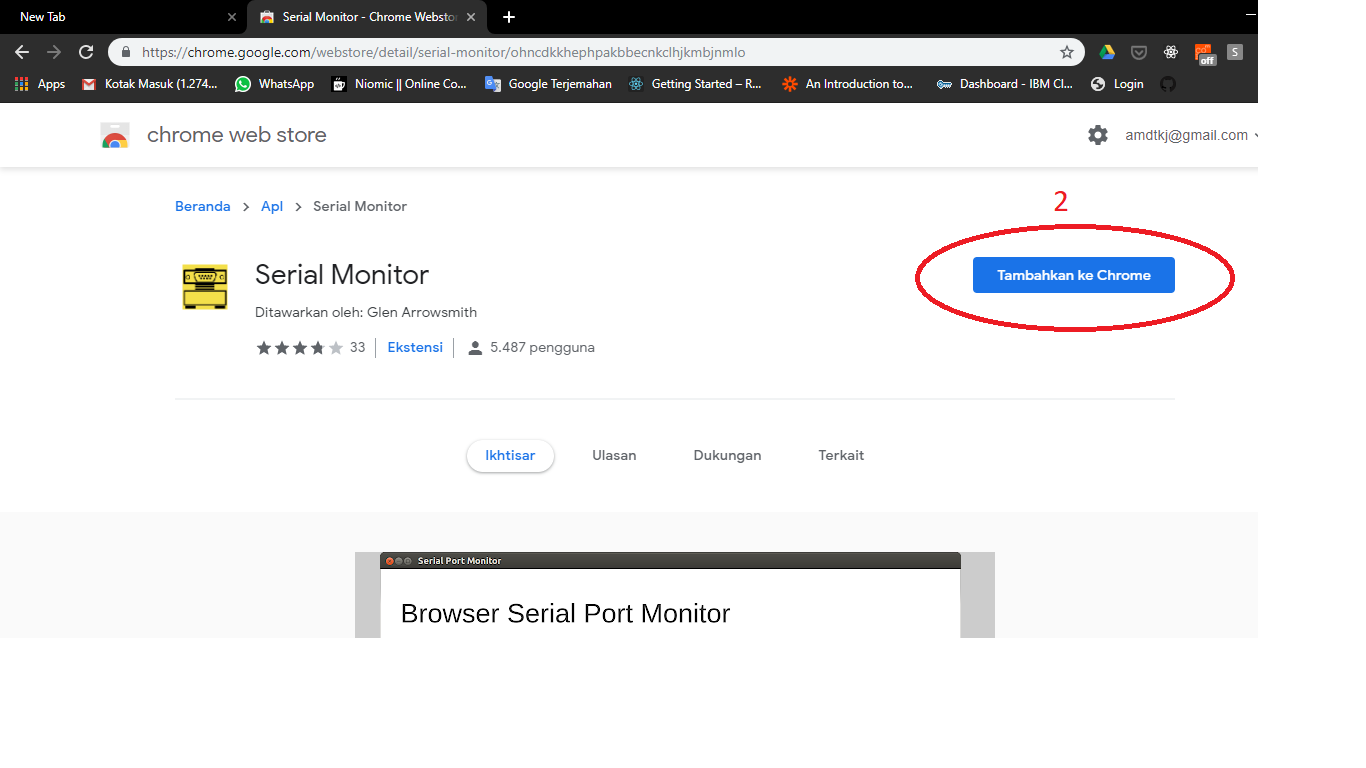 New Tab
Serial Monitor - Chrome Websto
https://chrome.google.com/webstore/detail/serial-monitor/ohncdkkhephpakbbecnkclhjkmbjnmlo
off
S
Apps Kotak Masuk (1.274... WhatsApp Niomic || Online Co... Google Terjemahan Getting Started – R... An Introduction to... Dashboard - IBM Cl... Login
chrome web store
amdtkj@gmail.com
Beranda > Apl > Serial Monitor
2
Serial Monitor
Tambahkan ke Chrome
Ditawarkan oleh: Glen Arrowsmith
33 Ekstensi 5.487 pengguna
Ikhtisar Ulasan Dukungan Terkait
Serial Port Monitor
Browser Serial Port Monitor